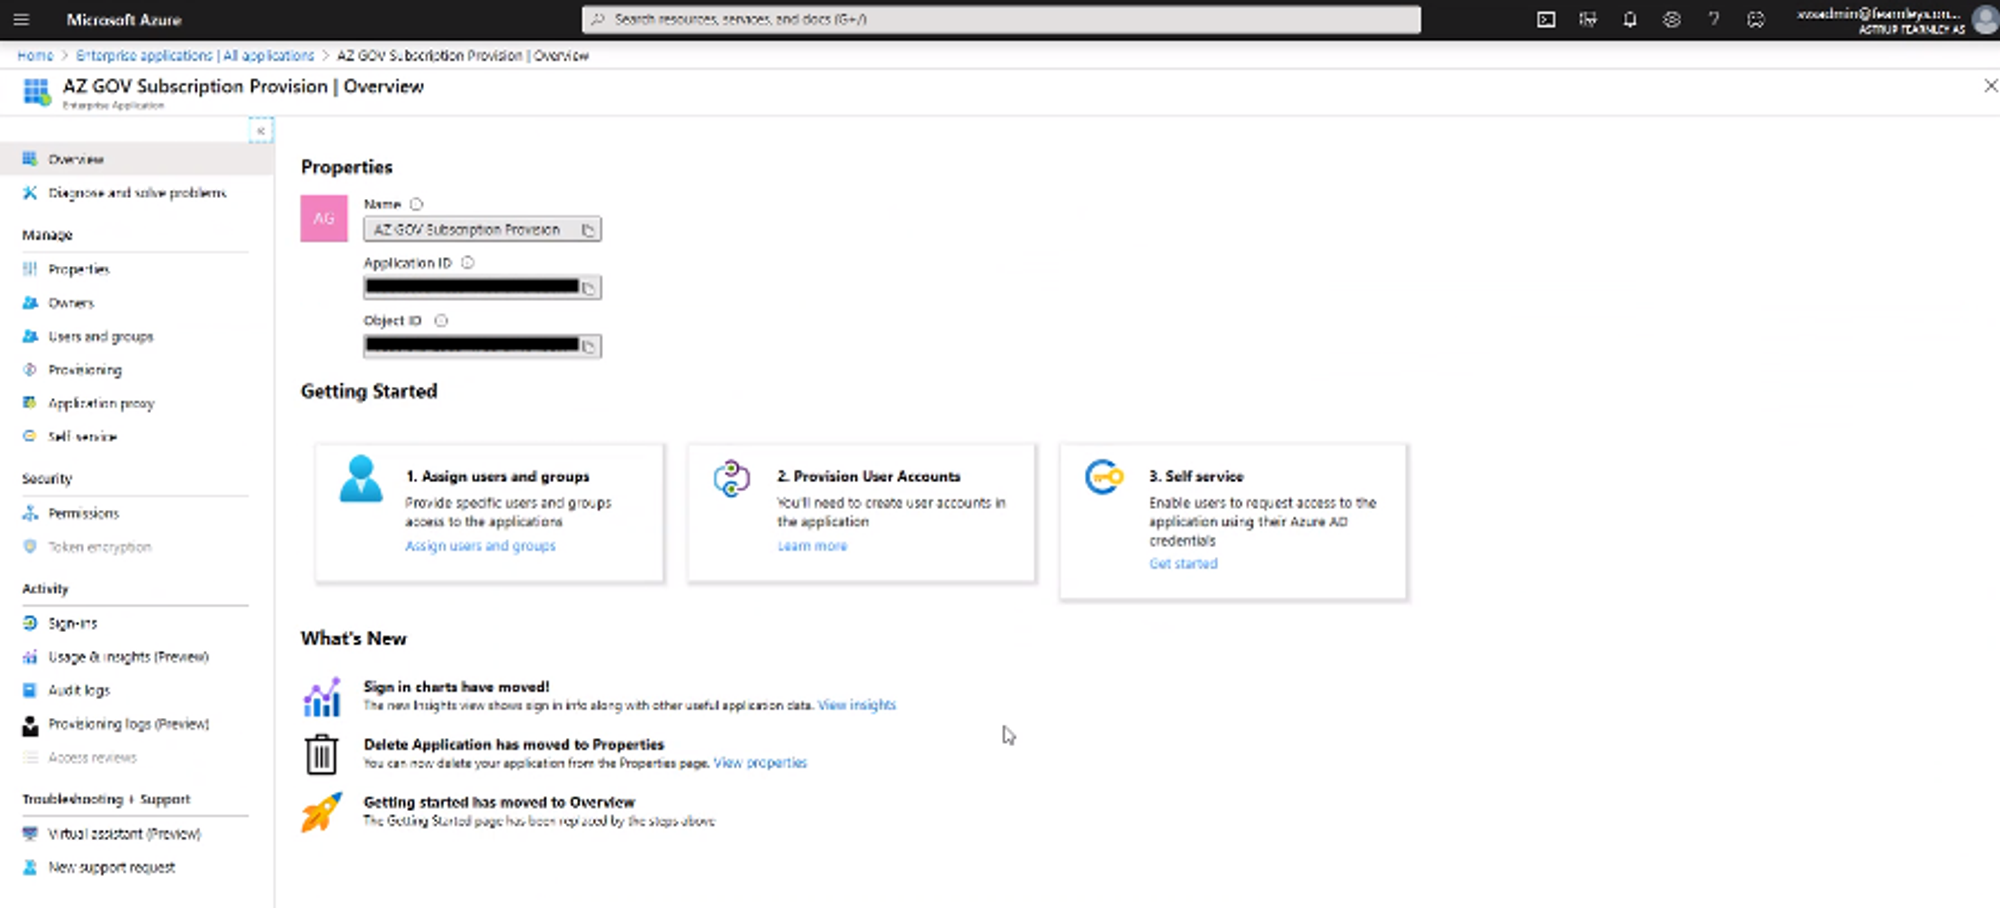 Microsoft Azure
Search resources, services, and docs (G+/)
ASTRUP FEARNLEY AS
Home > Enterprise applications | All applications > AZ GOV Subscription Provision | Overview
AZ GOV Subscription Provision | Overview
Enterprise Application
«
Overview
Diagnose and solve problems
Manage
Properties
Owners
Users and groups
Provisioning
Application proxy
Self-service
Security
Permissions
Token encryption
Activity
Sign-ins
Usage & insights (Preview)
Audit logs
Provisioning logs (Preview)
Access reviews
Troubleshooting + Support
Virtual assistant (Preview)
New support request
Properties
AG
Name
AZ GOV Subscription Provision
Application ID
Object ID
Getting Started
1. Assign users and groups
Provide specific users and groups
access to the applications
Assign users and groups
2. Provision User Accounts
You'll need to create user accounts in
the application
Learn more
3. Self service
Enable users to request access to the
application using their Azure AD
credentials
Get started
What's New
Sign in charts have moved!
The new Insights view shows sign in info along with other useful application data. View insights
Delete Application has moved to Properties
You can now delete your application from the Properties page. View properties
Getting started has moved to Overview
The Getting Started page has been replaced by the steps above